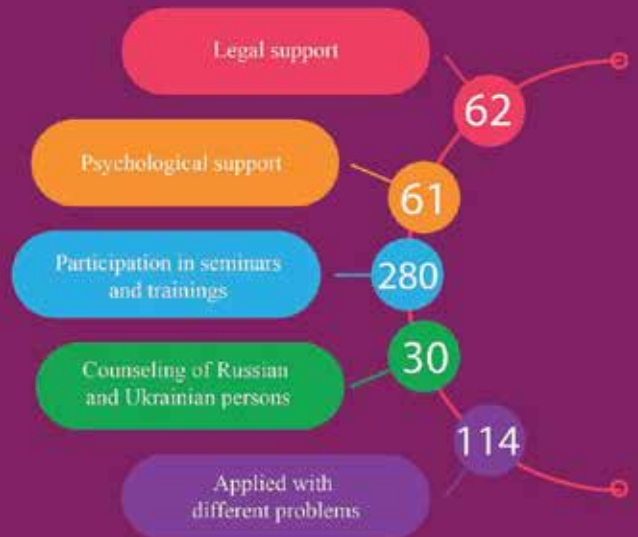 Legal support
62
Psychological support
61
Participation in seminars
and trainings
280
Counseling of Russian
and Ukrainian persons
30
Applied with
different problems
114